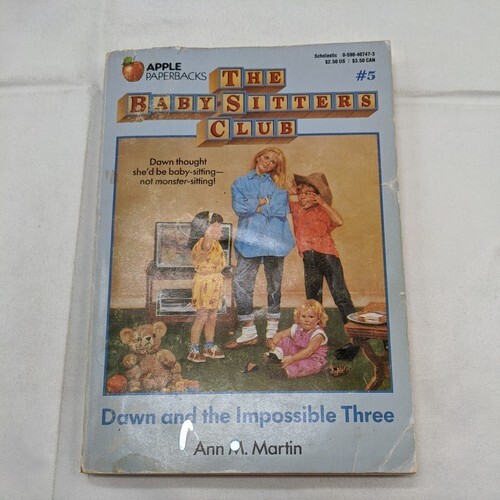 APPLE
PAPERBACKS
Scholastic 0-590-40747-3
$2.50 US / $3.50 CAN
#5
THE
BABY-SITTERS
CLUB
Dawn thought
she'd be baby-sitting—
not monster-sitting!
Dawn and the Impossible Three
Ann M. Martin